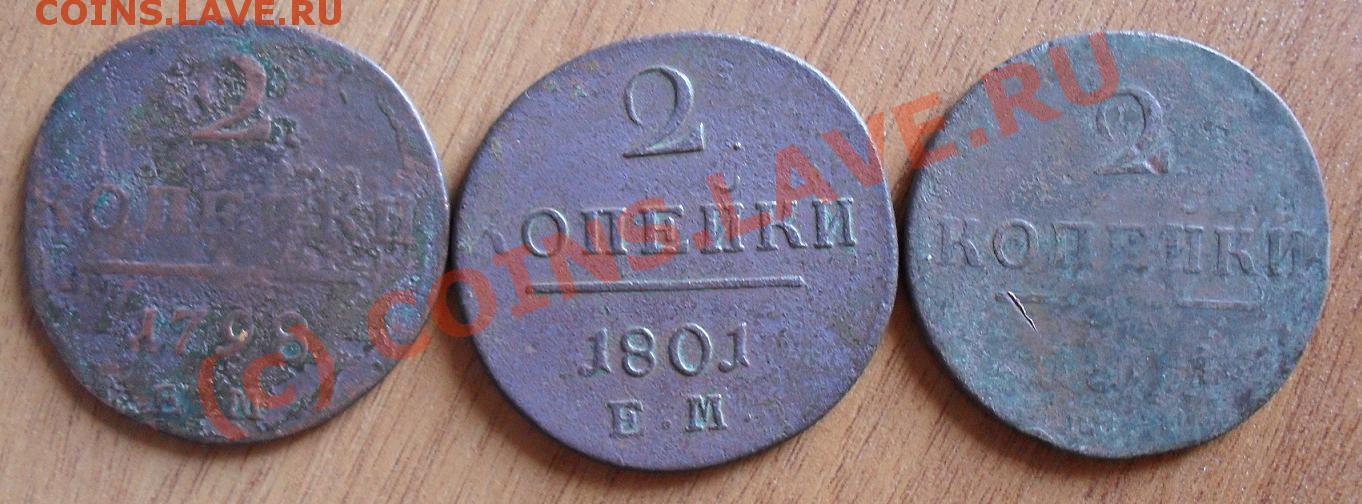 COINS.LAVE.RU
2
КОПЕЙКИ
1798
Е М
2
КОПЕЙКИ
1801
Е.М.
2
КОПЕЙКИ
(c) COINS.LAVE.RU